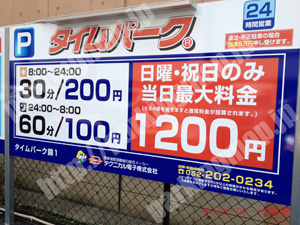 P
タイムパーク®
24
時間営業
8:00〜24:00
30分/200円
24:00〜8:00
60分/100円
日曜・祝日のみ
当日最大料金
1200円
タイムパーク錦1
テクニカル電子株式会社
052-202-0234